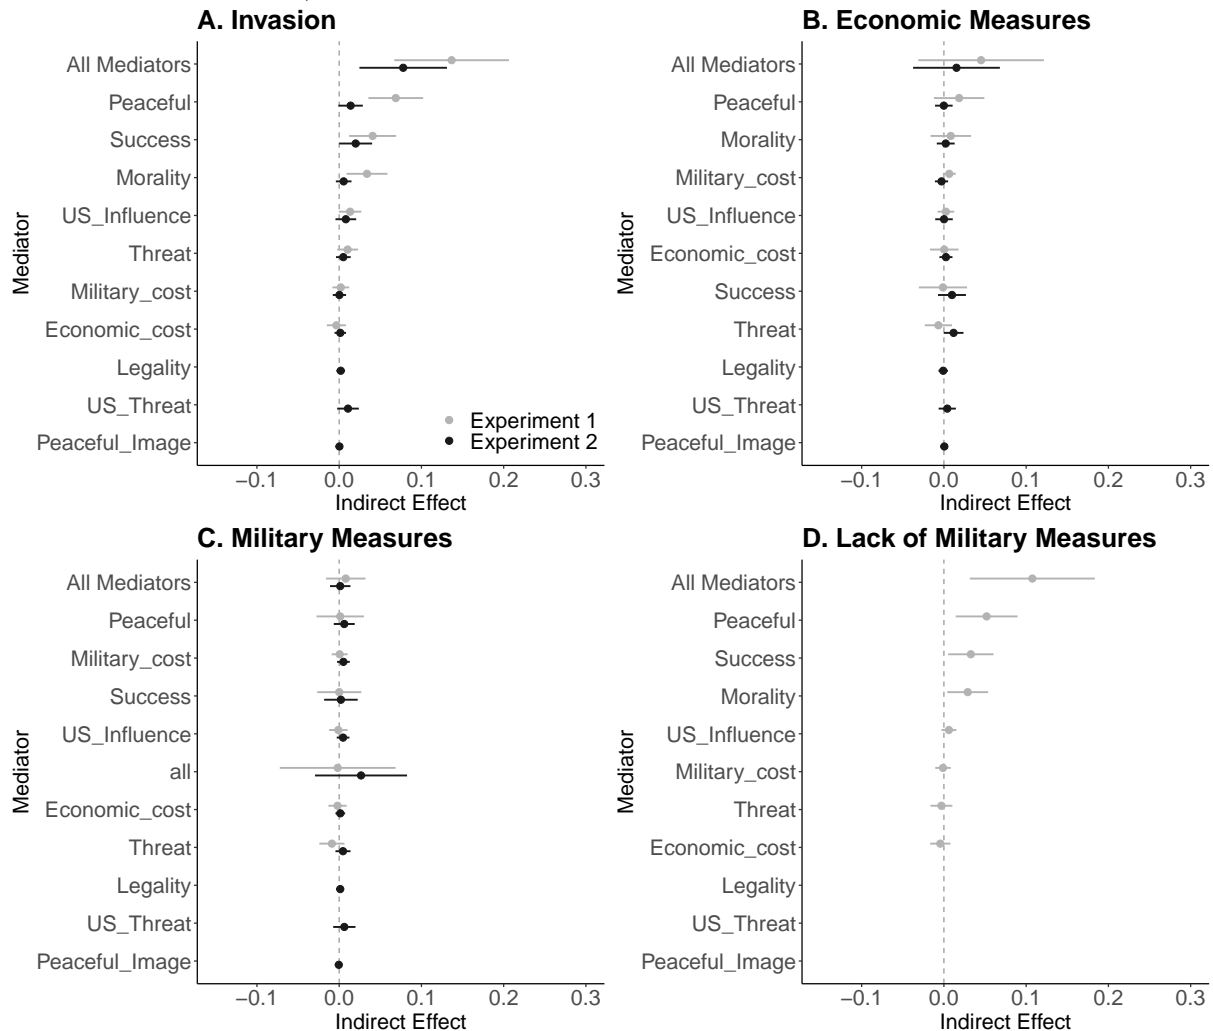 A. Invasion
All Mediators
Peaceful
Success
Morality
US_Influence
Threat
Military_cost
Economic_cost
Legality
US_Threat
Peaceful_Image
Mediator
Experiment 1
Experiment 2
−0.1 0.0 0.1 0.2 0.3
Indirect Effect
B. Economic Measures
All Mediators
Peaceful
Morality
Military_cost
US_Influence
Economic_cost
Success
Threat
Legality
US_Threat
Peaceful_Image
Mediator
−0.1 0.0 0.1 0.2 0.3
Indirect Effect
C. Military Measures
All Mediators
Peaceful
Military_cost
Success
US_Influence
all
Economic_cost
Threat
Legality
US_Threat
Peaceful_Image
Mediator
−0.1 0.0 0.1 0.2 0.3
Indirect Effect
D. Lack of Military Measures
All Mediators
Peaceful
Success
Morality
US_Influence
Military_cost
Threat
Economic_cost
Legality
US_Threat
Peaceful_Image
Mediator
−0.1 0.0 0.1 0.2 0.3
Indirect Effect